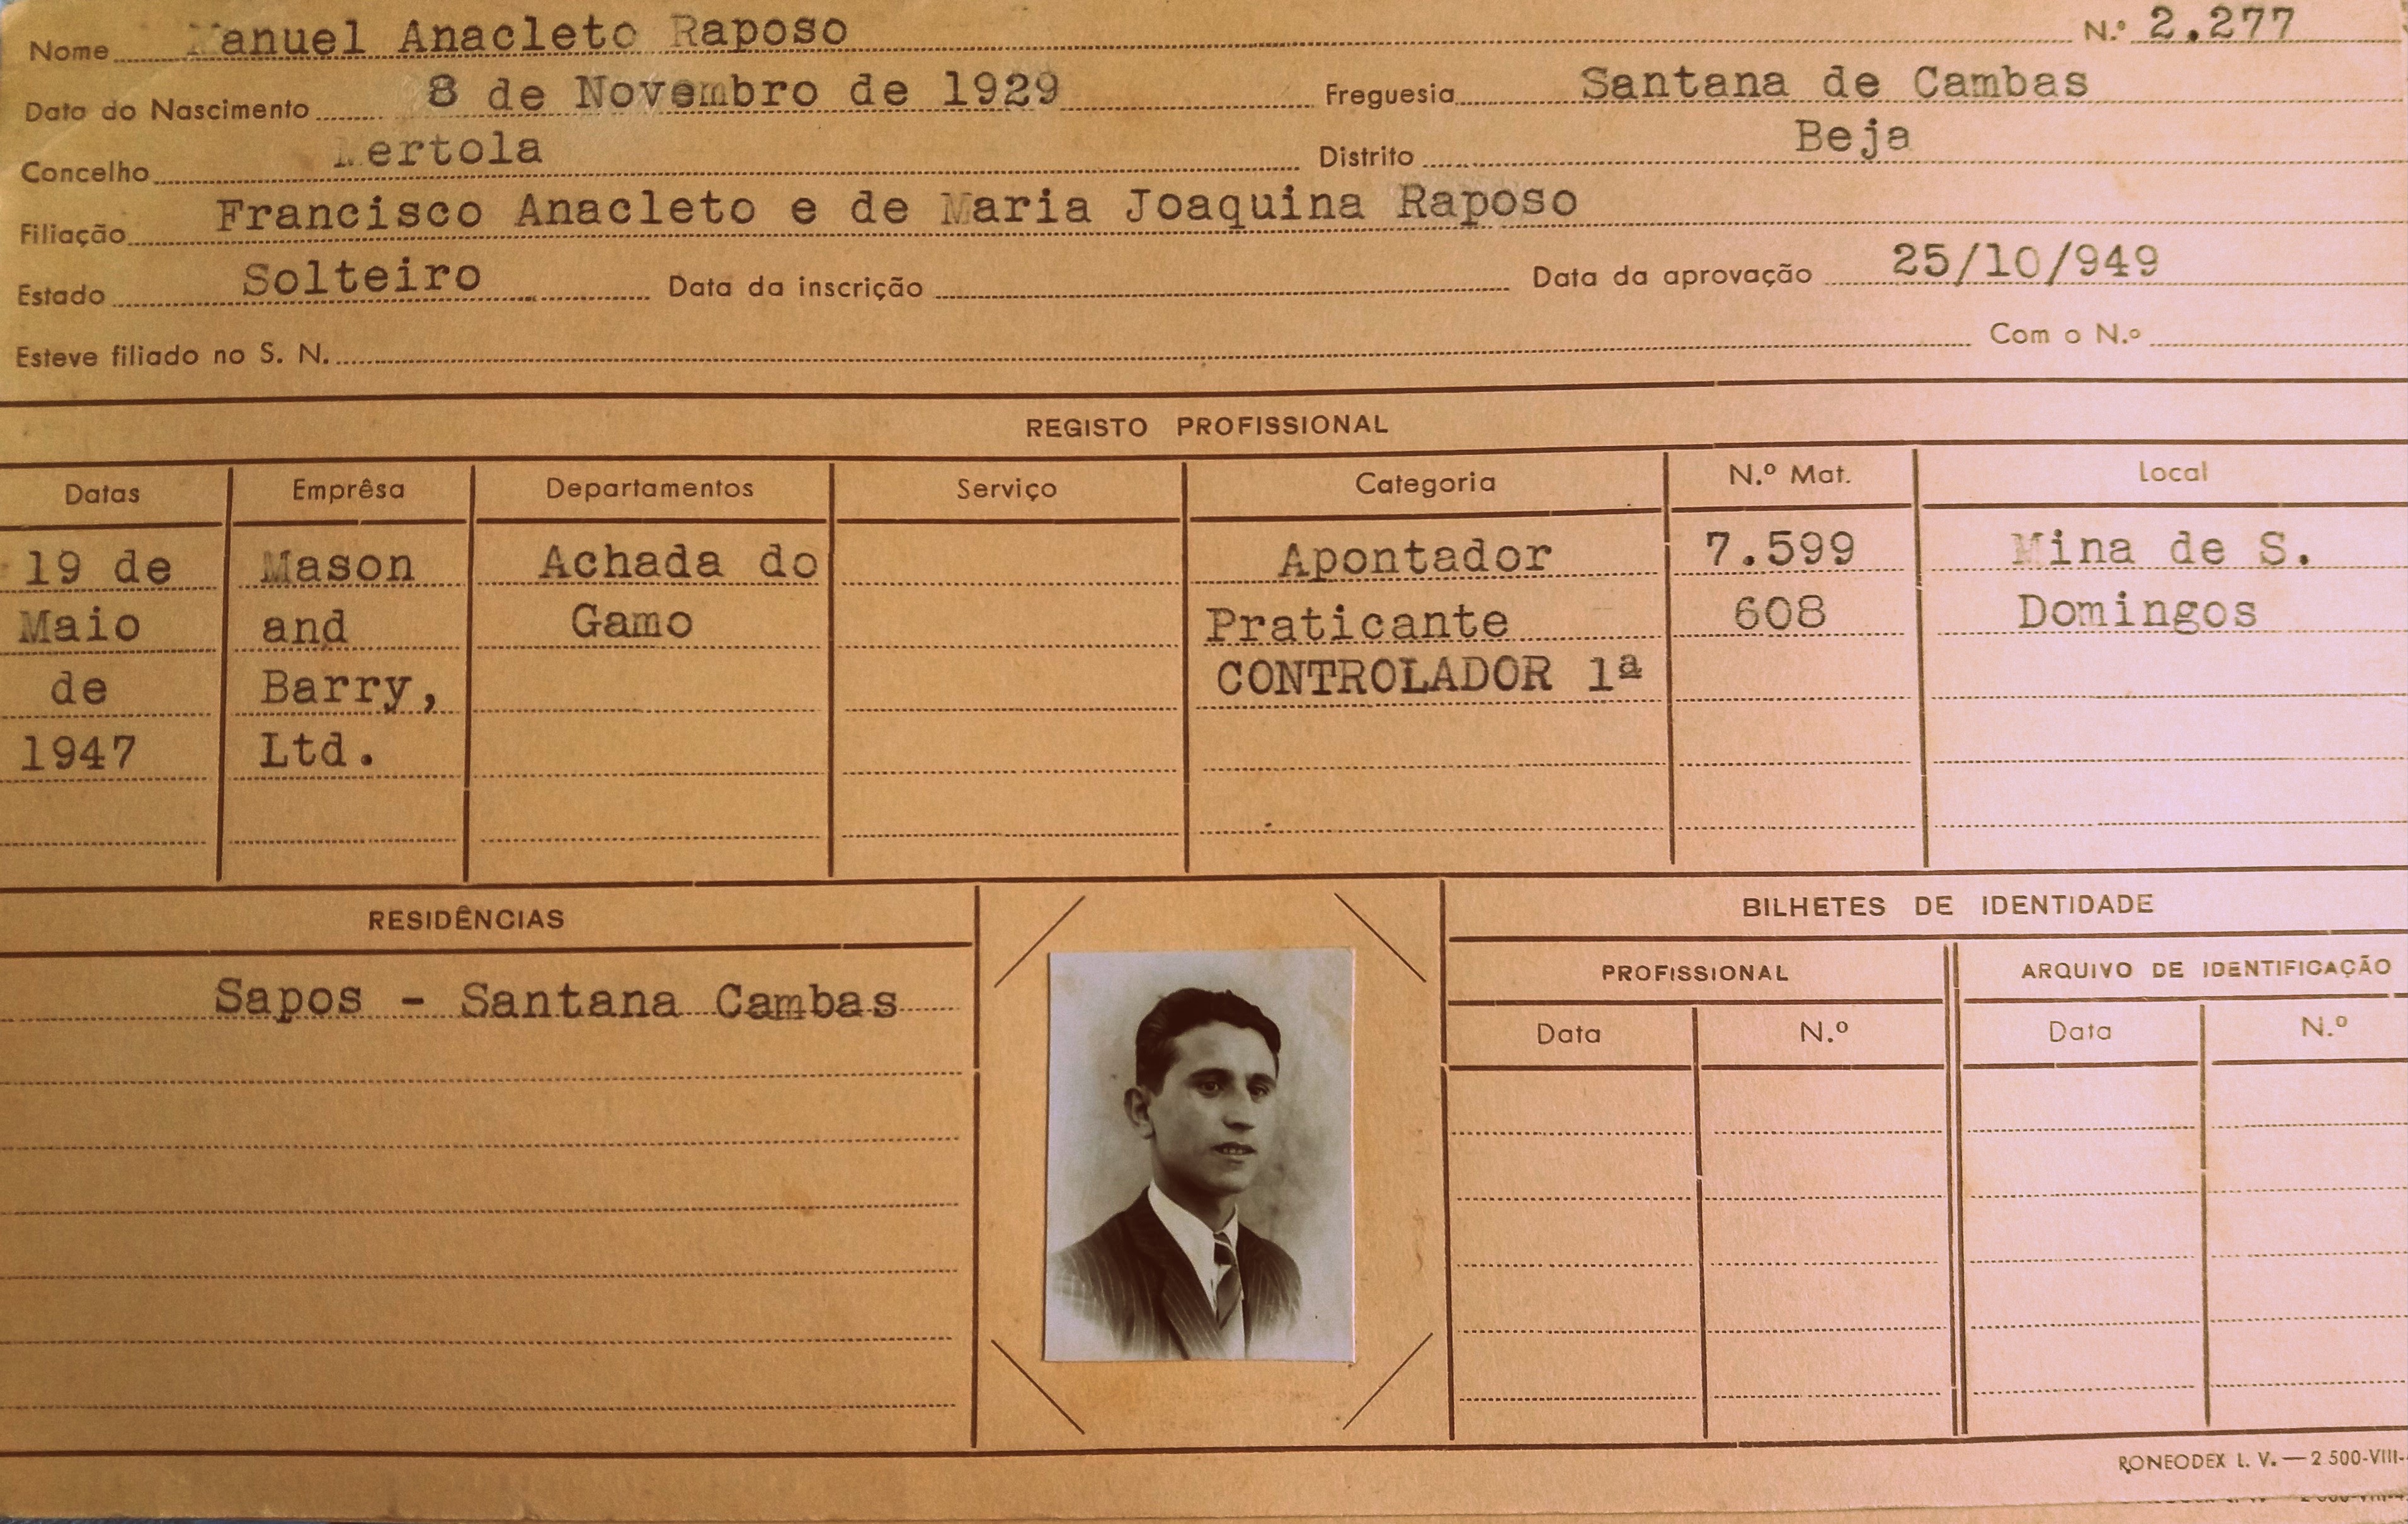 Nome Manuel Anacleto Raposo N.º 2.277
Data do Nascimento 8 de Novembro de 1929 Freguesia Santana de Cambas
Concelho Mertola Distrito Beja
Filiação Francisco Anacleto e de Maria Joaquina Raposo
Estado Solteiro Data da inscrição Data da aprovação 25/10/949
Esteve filiado no S. N. Com o N.º
REGISTO PROFISSIONAL
Datas Emprêsa Departamentos Serviço Categoria N.º Mat. Local
19 de Mason Achada do Apontador 7.599 Mina de S.
Maio and Gamo Praticante 608 Domingos
de Barry, CONTROLADOR 1ª
1947 Ltd.
RESIDÊNCIAS BILHETES DE IDENTIDADE
Sapos - Santana Cambas PROFISSIONAL ARQUIVO DE IDENTIFICAÇÃO
Data N.º Data N.º
RONEODEX L. V. — 2 500-VIII-